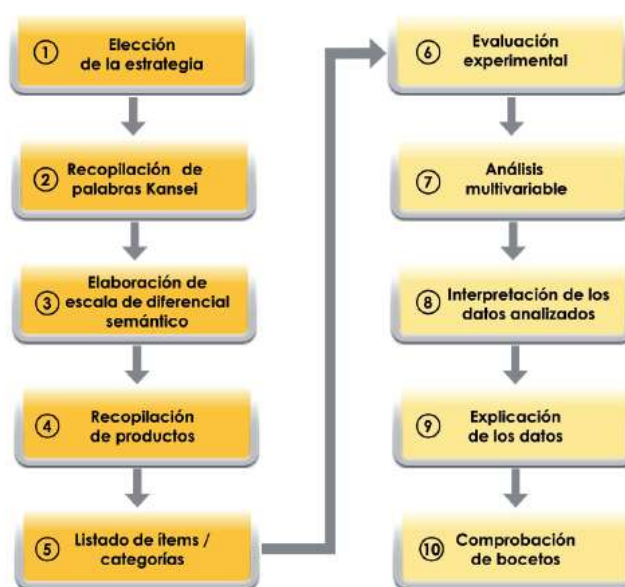 1
Elección
de la estrategia
2
Recopilación de
palabras Kansei
3
Elaboración de
escala de diferencial
semántico
4
Recopilación
de productos
5
Listado de ítems /
categorías
6
Evaluación
experimental
7
Análisis
multivariable
8
Interpretación de los
datos analizados
9
Explicación
de los datos
10
Comprobación
de bocetos